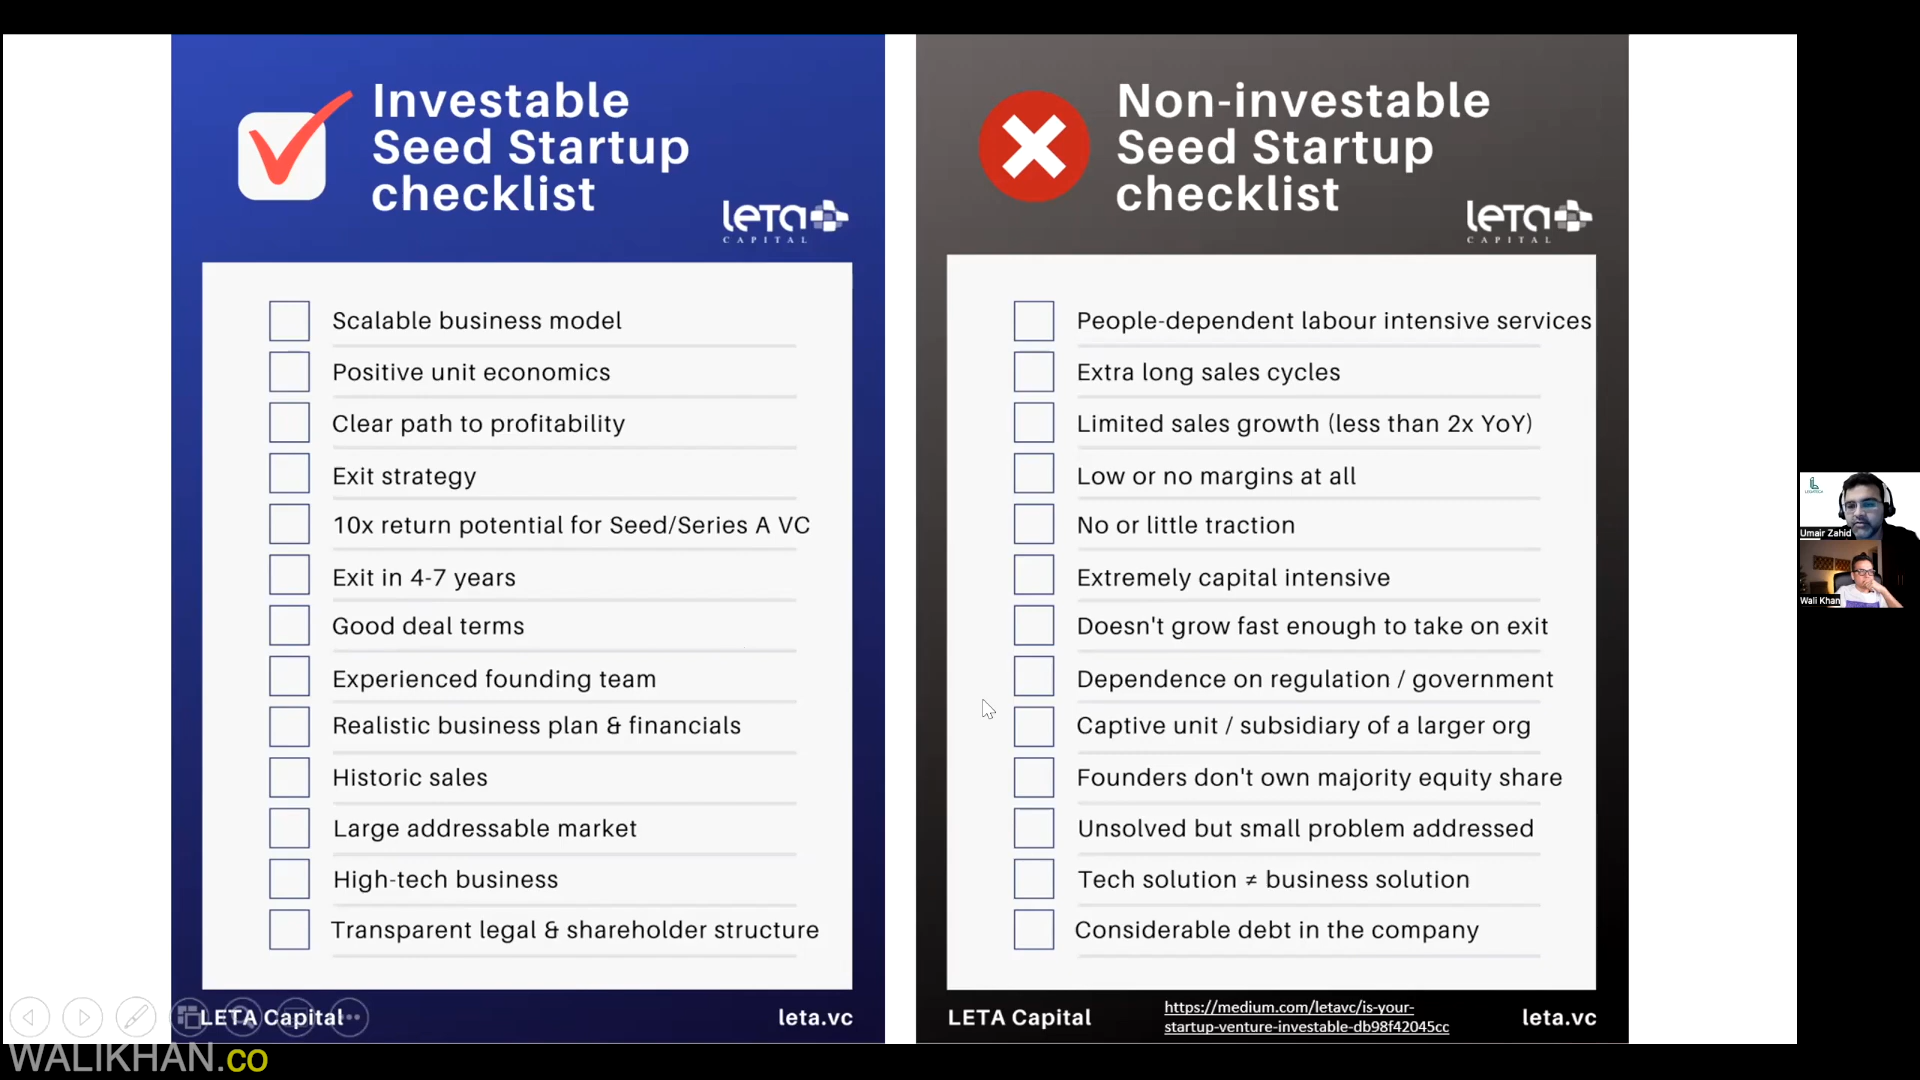 Investable
Seed Startup
checklist
LETA
CAPITAL
Scalable business model
Positive unit economics
Clear path to profitability
Exit strategy
10x return potential for Seed/Series A VC
Exit in 4-7 years
Good deal terms
Experienced founding team
Realistic business plan & financials
Historic sales
Large addressable market
High-tech business
Transparent legal & shareholder structure
LETA Capital
leta.vc
Non-investable
Seed Startup
checklist
LETA
CAPITAL
People-dependent labour intensive services
Extra long sales cycles
Limited sales growth (less than 2x YoY)
Low or no margins at all
No or little traction
Extremely capital intensive
Doesn't grow fast enough to take on exit
Dependence on regulation / government
Captive unit / subsidiary of a larger org
Founders don't own majority equity share
Unsolved but small problem addressed
Tech solution ≠ business solution
Considerable debt in the company
LETA Capital
https://medium.com/letavc/is-your-
startup-venture-investable-db98f42045cc
leta.vc
Umair Zahid
Wali Khan
WALIKHAN.co